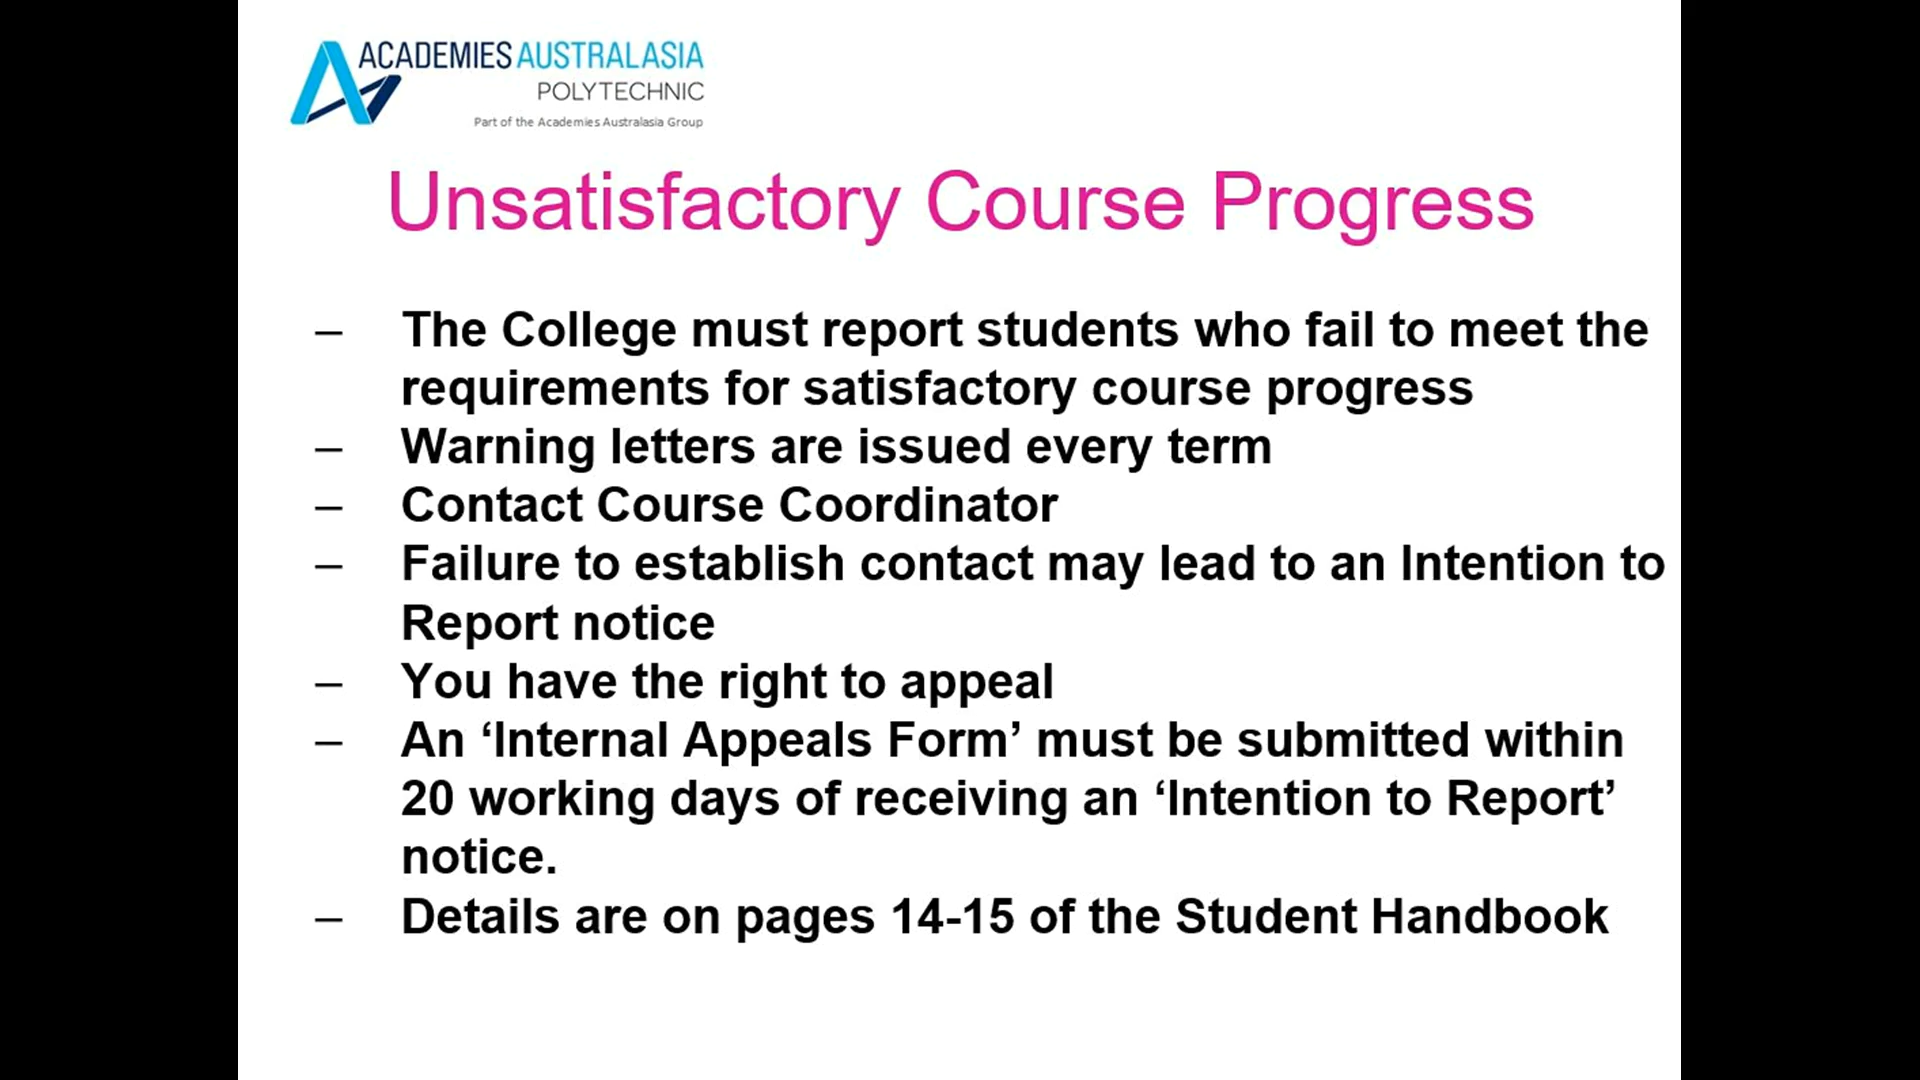 ACADEMIES AUSTRALASIA
POLYTECHNIC
Part of the Academies Australasia Group
Unsatisfactory Course Progress
– The College must report students who fail to meet the
requirements for satisfactory course progress
– Warning letters are issued every term
– Contact Course Coordinator
– Failure to establish contact may lead to an Intention to
Report notice
– You have the right to appeal
– An ‘Internal Appeals Form’ must be submitted within
20 working days of receiving an ‘Intention to Report’
notice.
– Details are on pages 14-15 of the Student Handbook